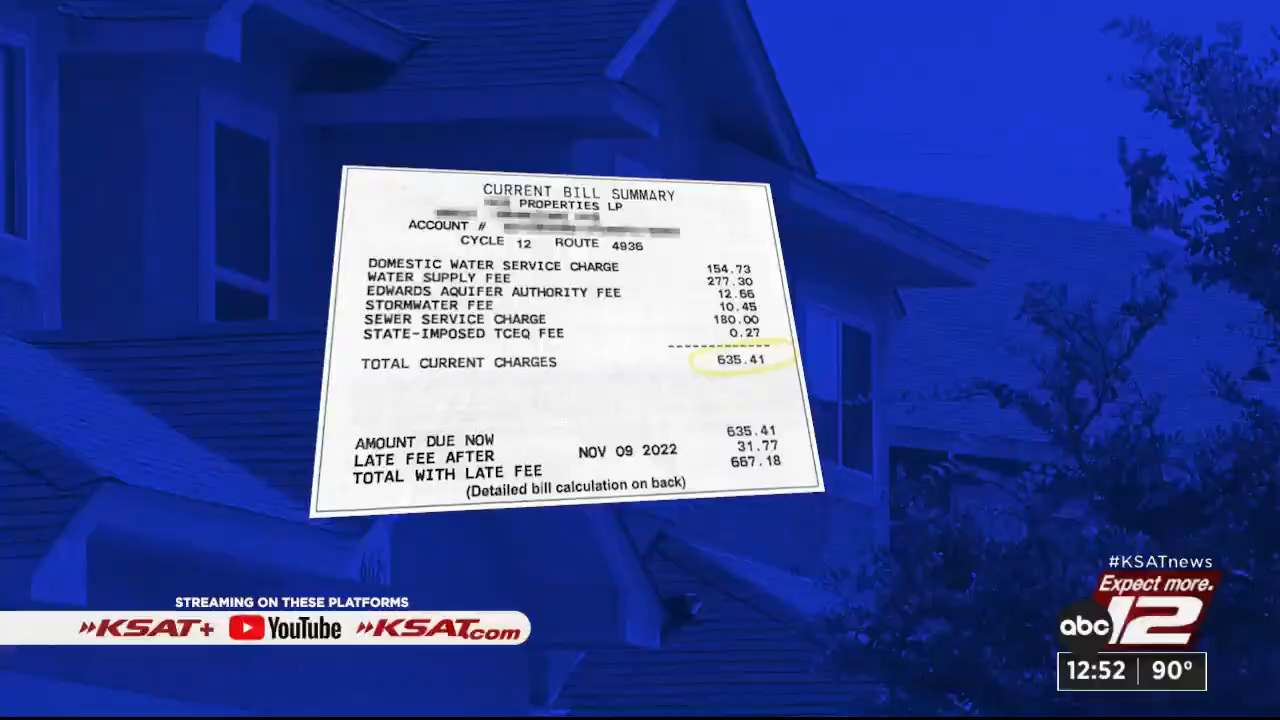 CURRENT BILL SUMMARY
PROPERTIES LP
ACCOUNT #
CYCLE 12 ROUTE 4936
DOMESTIC WATER SERVICE CHARGE 154.73
WATER SUPPLY FEE 277.30
EDWARDS AQUIFER AUTHORITY FEE 12.66
STORMWATER FEE 10.45
SEWER SERVICE CHARGE 180.00
STATE-IMPOSED TCEQ FEE 0.27
TOTAL CURRENT CHARGES 635.41
AMOUNT DUE NOW 635.41
LATE FEE AFTER NOV 09 2022 31.77
TOTAL WITH LATE FEE 667.18
(Detailed bill calculation on back)
#KSATnews
Expect more.
abc 12
12:52 90°
STREAMING ON THESE PLATFORMS
KSAT+ YouTube KSAT.com